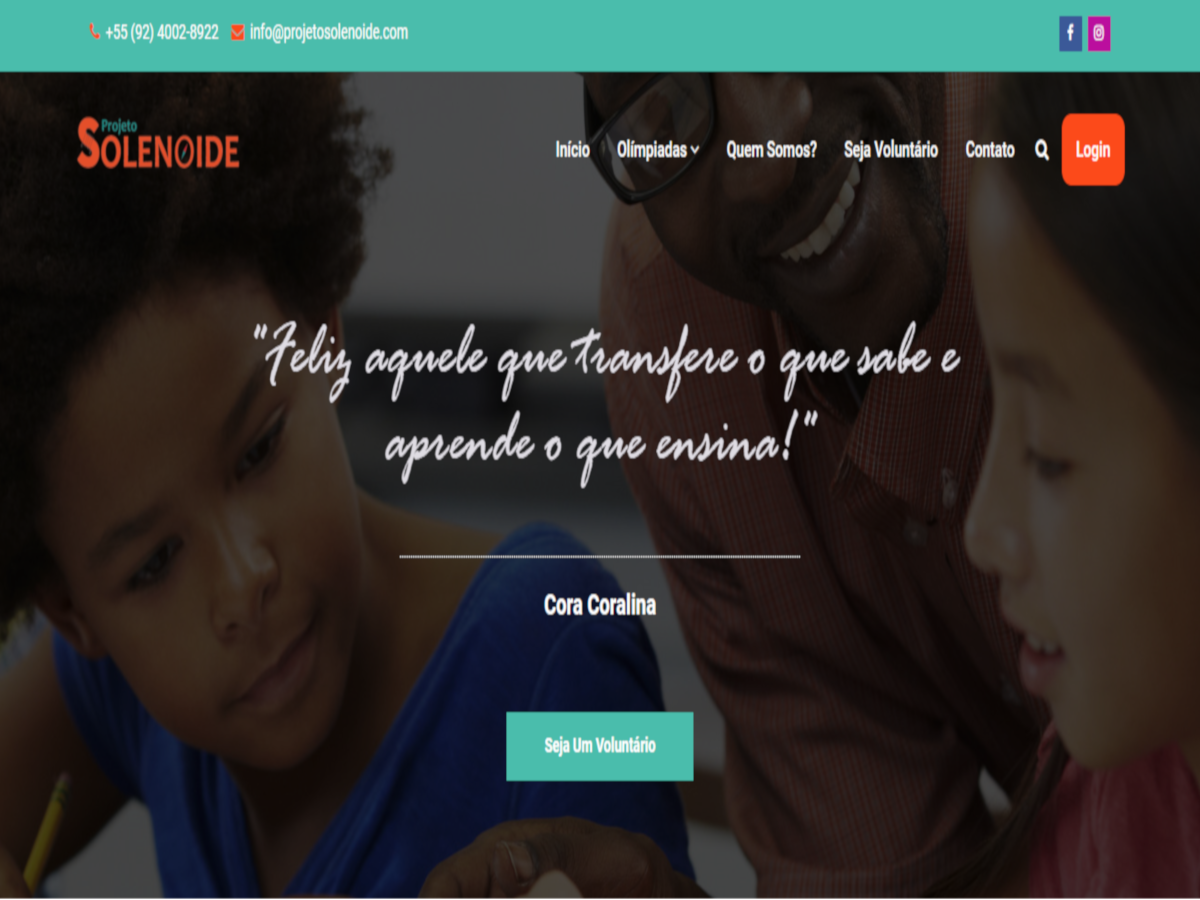 +55 (92) 4002-8922 info@projetosolenoide.com
Projeto
SOLENOIDE
Início Olímpiadas Quem Somos? Seja Voluntário Contato Login
"Feliz aquele que transfere o que sabe e
aprende o que ensina!"
Cora Coralina
Seja Um Voluntário